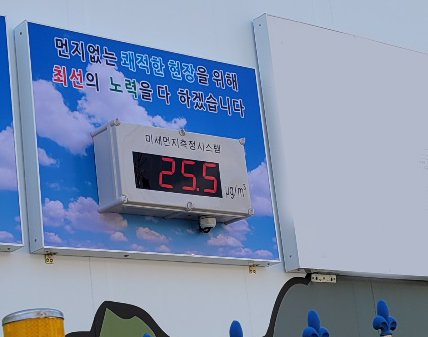 먼지없는 쾌적한 현장을 위해
최선의 노력을 다 하겠습니다
미세먼지측정시스템
25.5 μg/m³